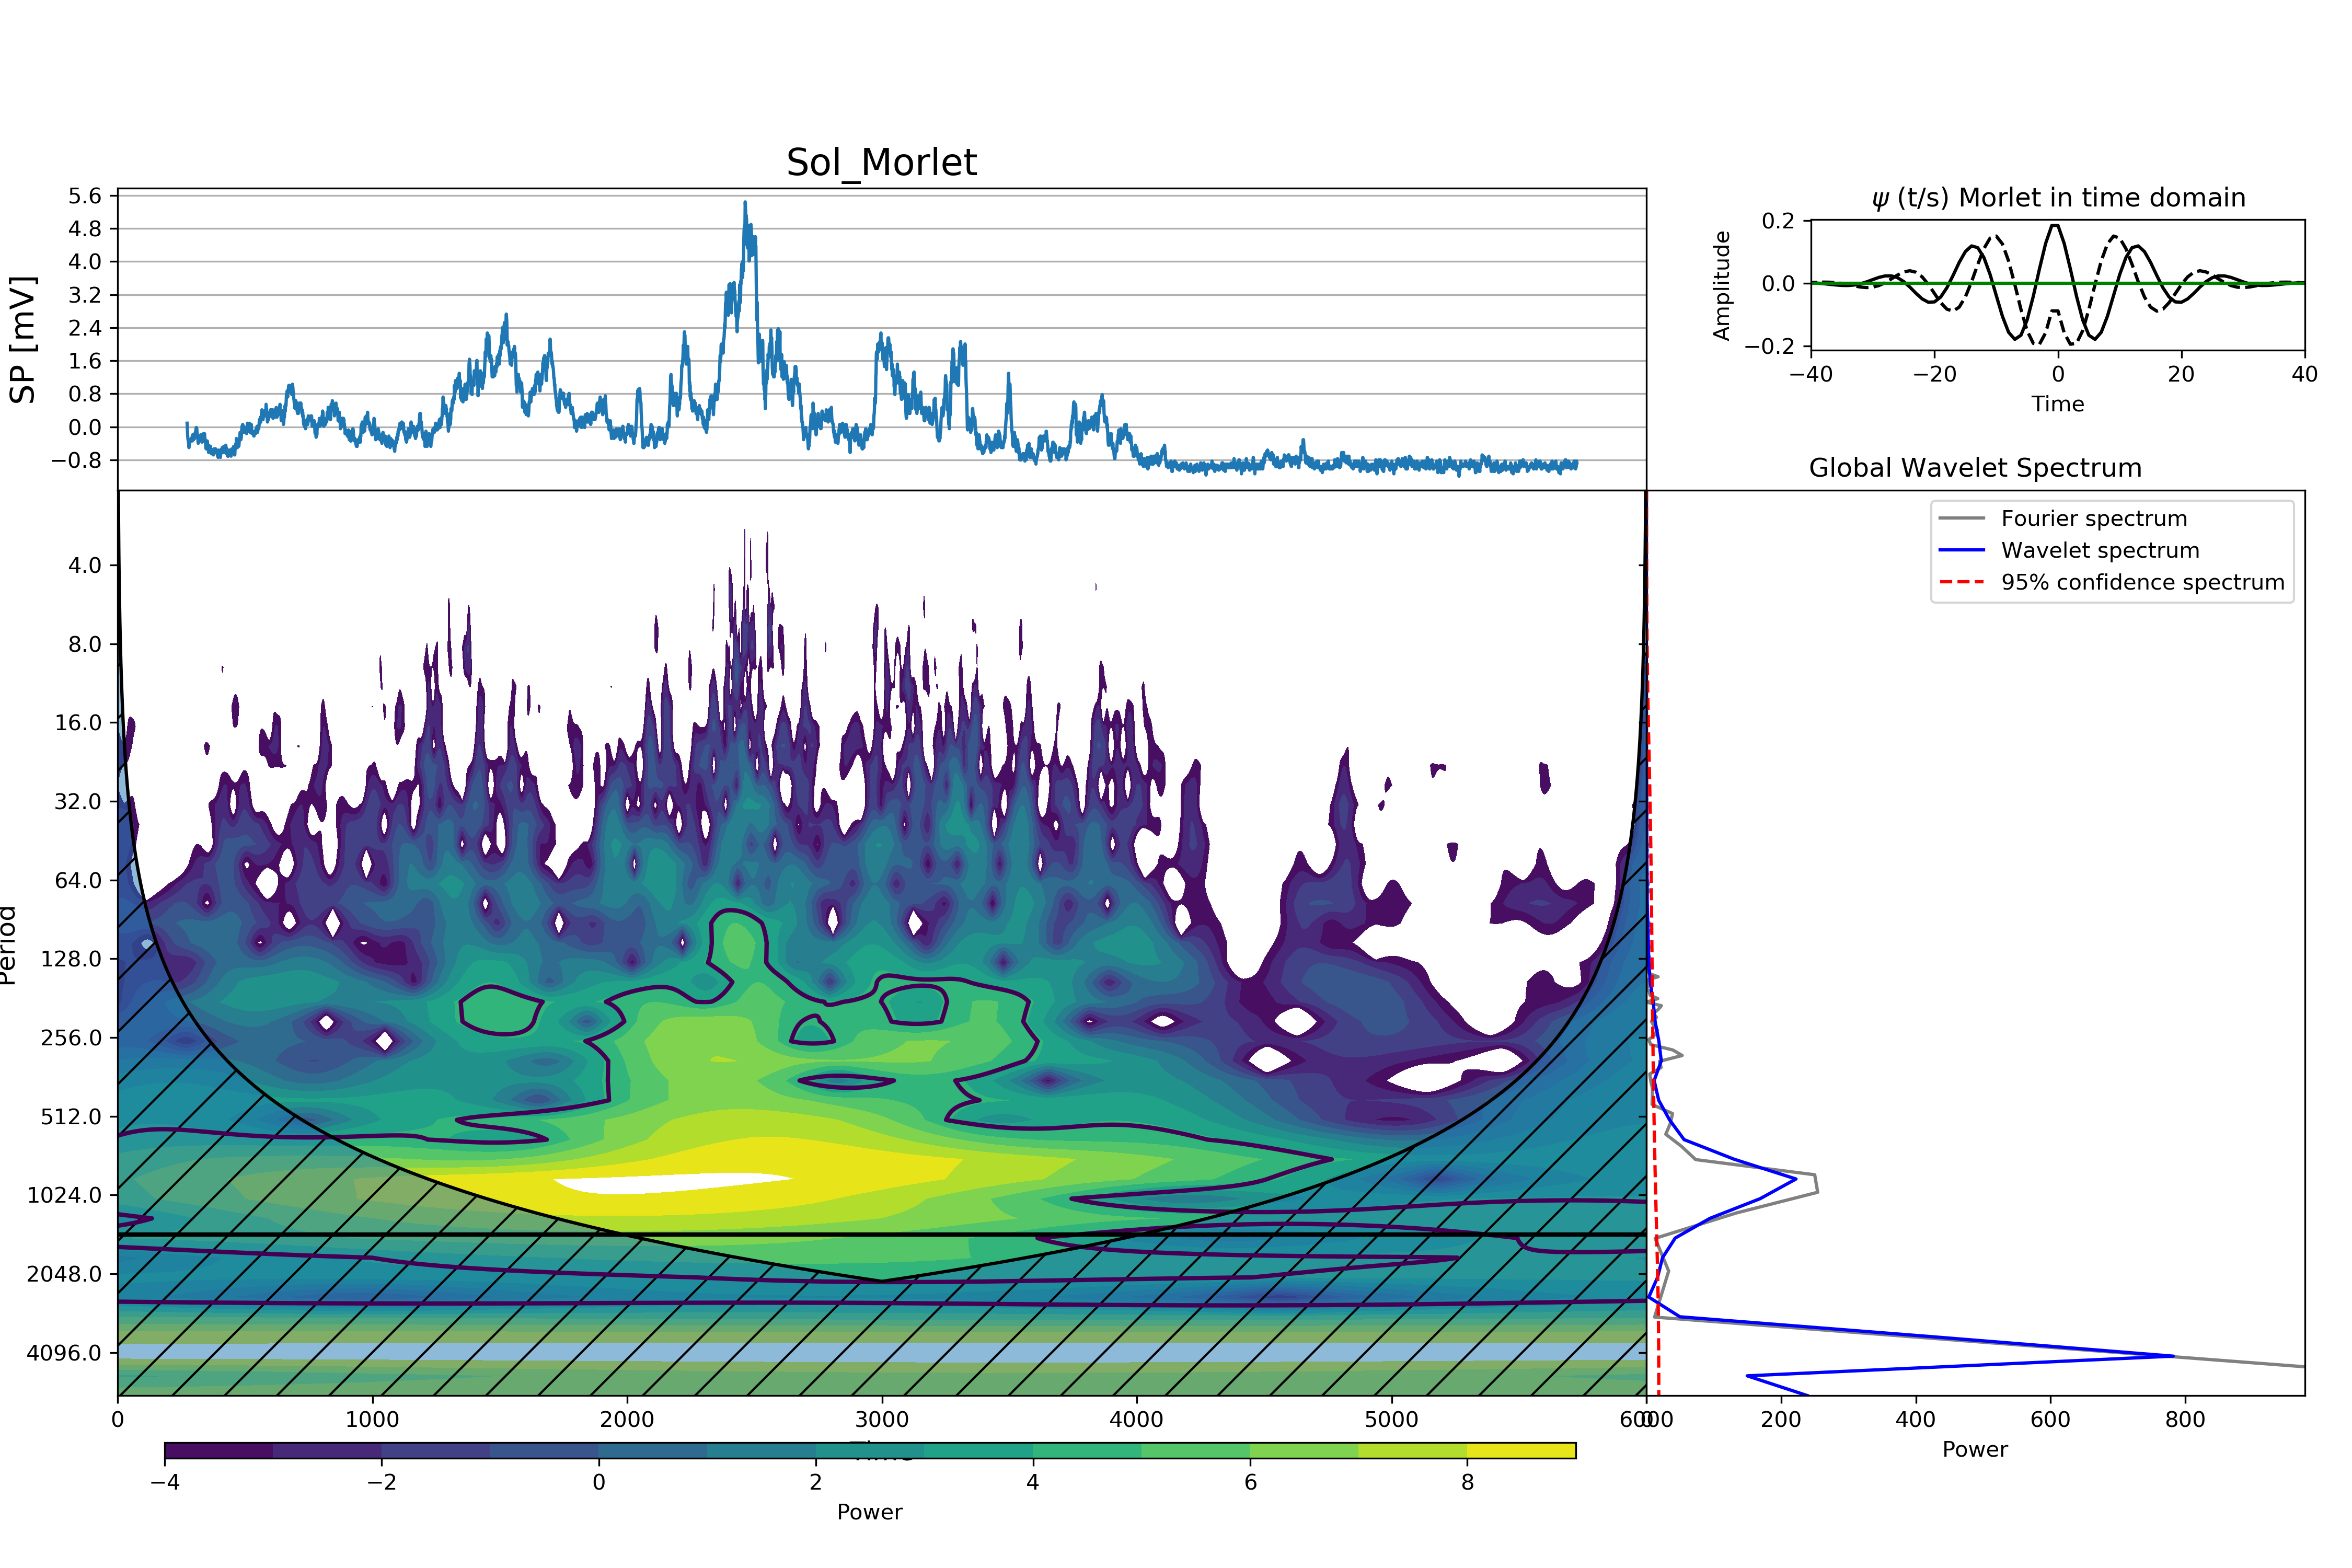 Sol_Morlet
5.6
4.8
4.0
3.2
2.4
1.6
0.8
0.0
−0.8
SP [mV]
ψ (t/s) Morlet in time domain
0.2
0.0
−0.2
Amplitude
−40 −20 0 20 40
Time
Global Wavelet Spectrum
Fourier spectrum
Wavelet spectrum
95% confidence spectrum
4.0
8.0
16.0
32.0
64.0
128.0
256.0
512.0
1024.0
2048.0
4096.0
Period
0 1000 2000 3000 4000 5000 6000
0 200 400 600 800
Power
Time
−4 −2 0 2 4 6 8
Power